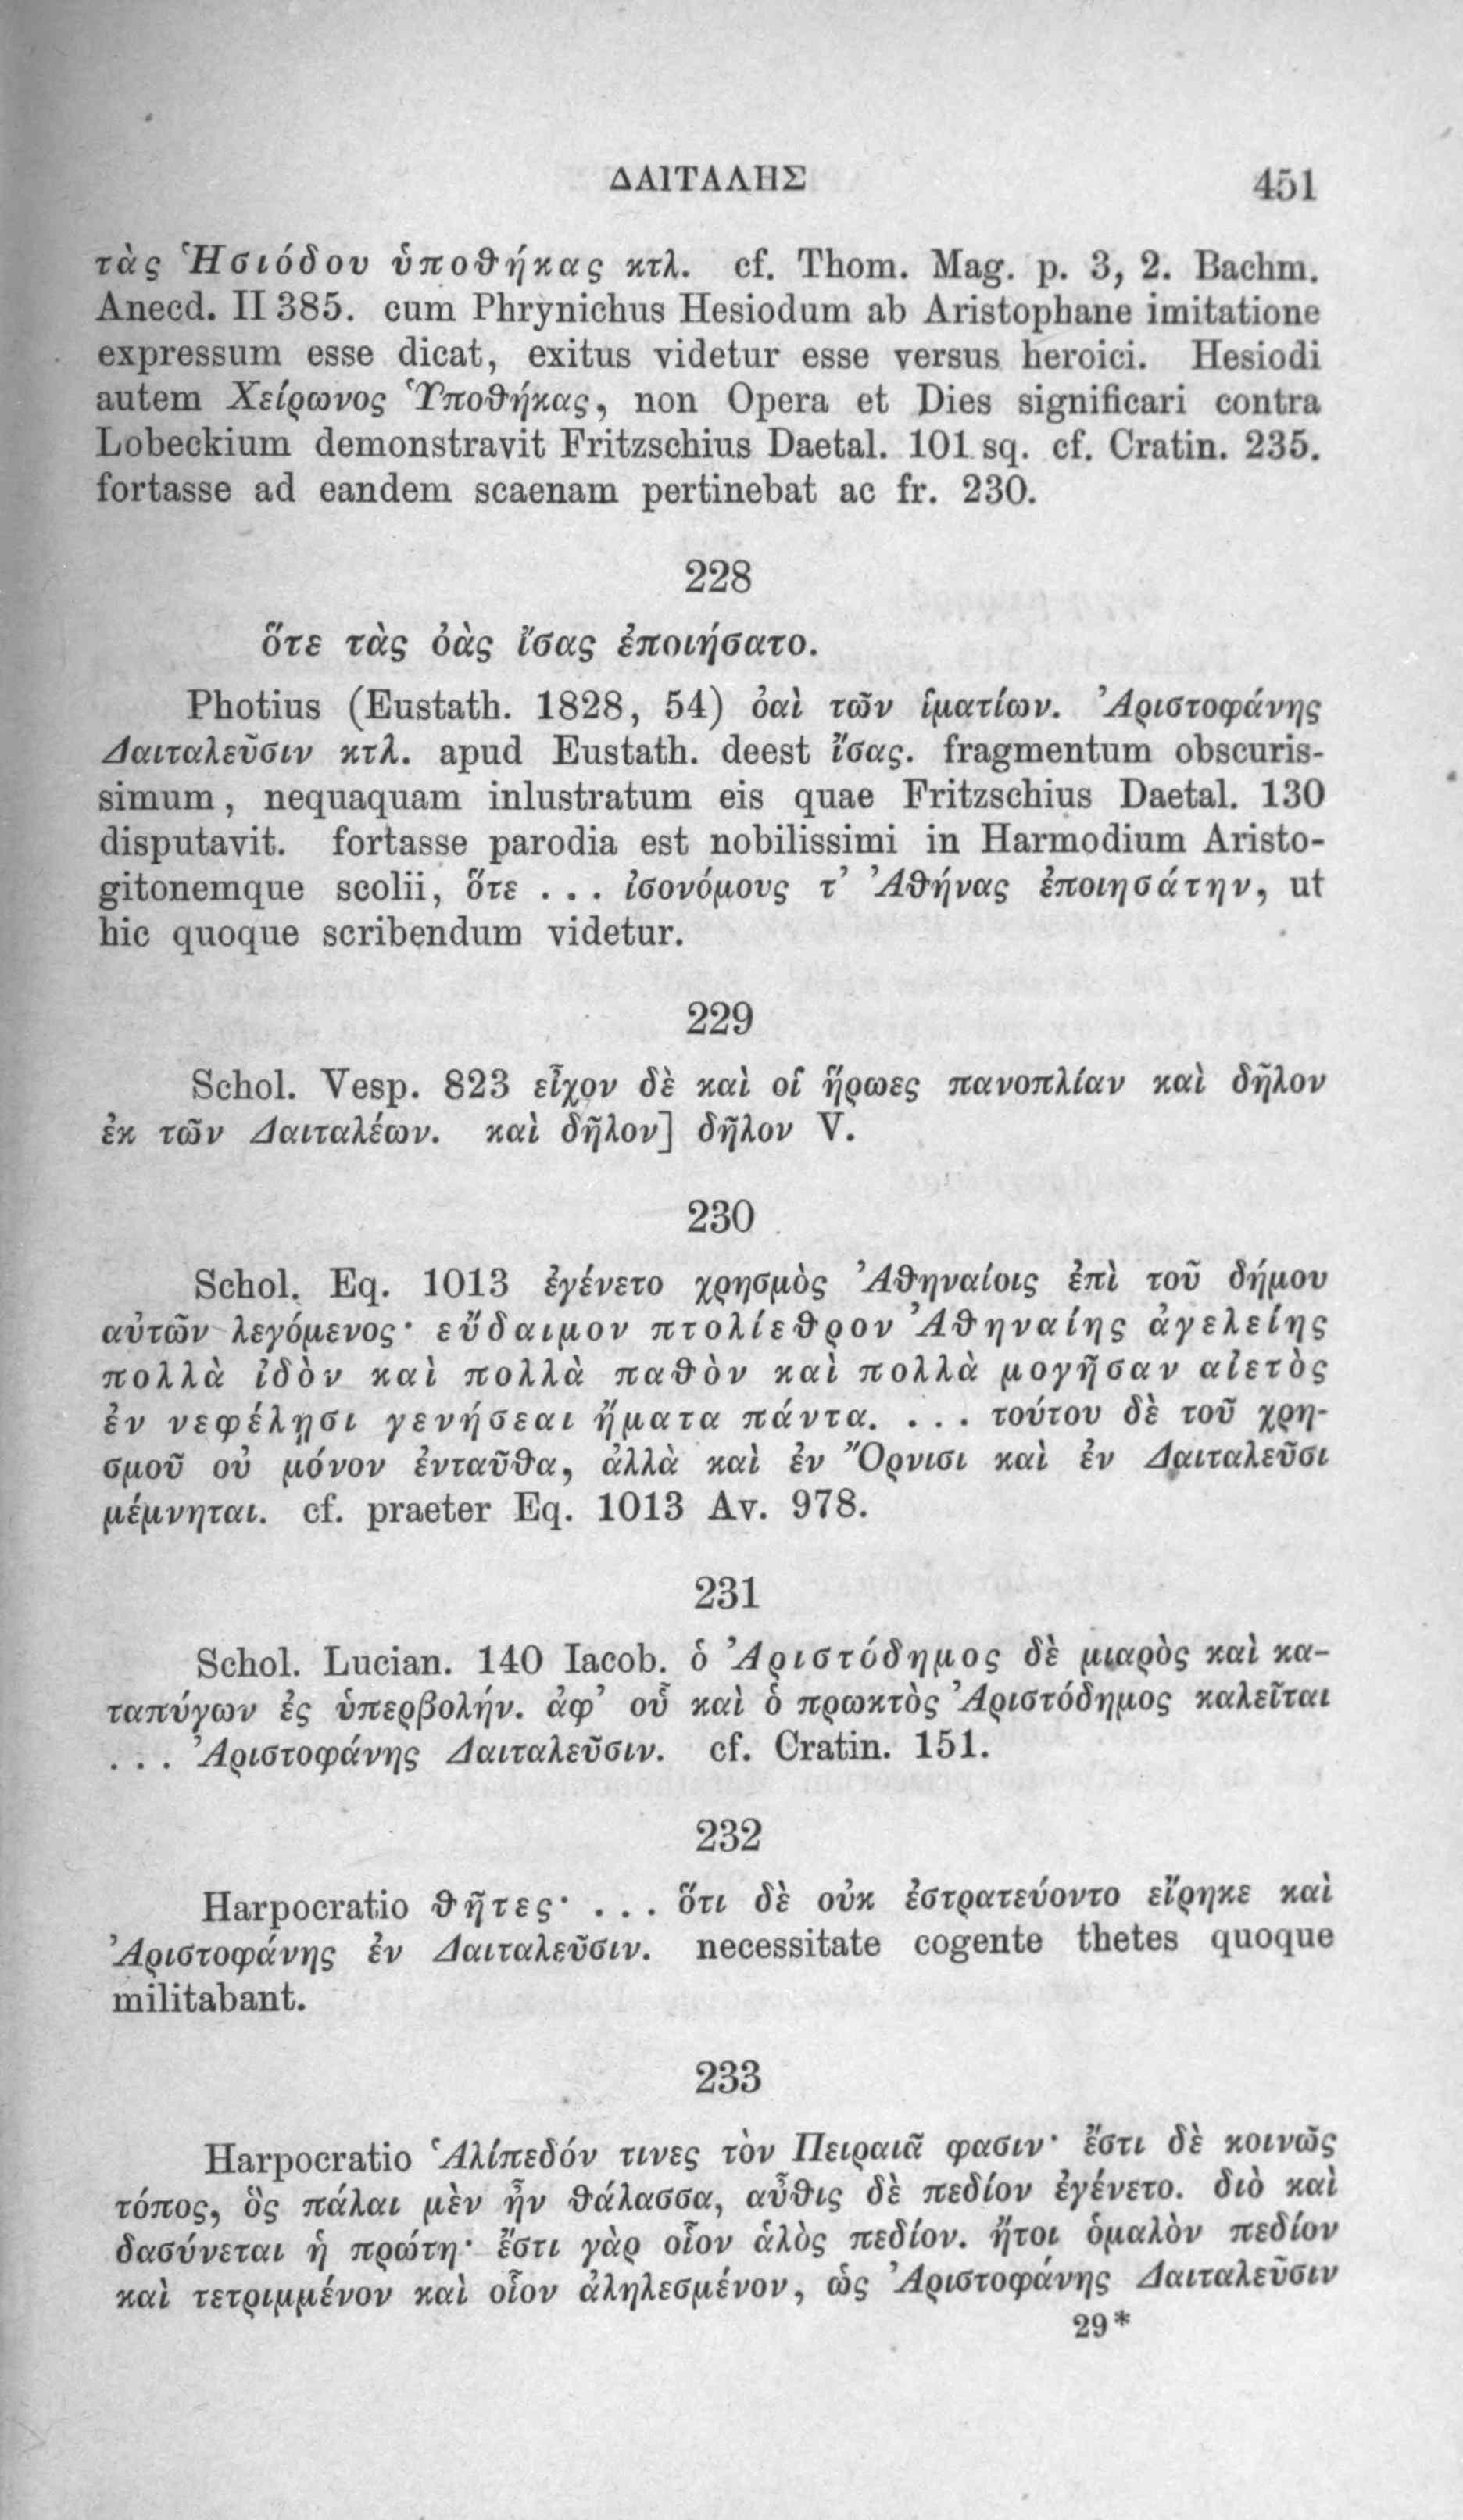 ΔΑΙΤΑΛΗΣ 451
τὰς Ἡσιόδου ὑποθήκας κτλ. cf. Thom. Mag. p. 3, 2. Bachm.
Anecd. II 385. cum Phrynichus Hesiodum ab Aristophane imitatione
expressum esse dicat, exitus videtur esse versus heroici. Hesiodi
autem Χείρωνος Ὑποθήκας, non Opera et Dies significari contra
Lobeckium demonstravit Fritzschius Daetal. 101 sq. cf. Cratin. 235.
fortasse ad eandem scaenam pertinebat ac fr. 230.
228
ὅτε τὰς ὀὰς ἴσας ἐποιήσατο.
Photius (Eustath. 1828, 54) ὀαὶ τῶν ἱματίων. Ἀριστοφάνης
Δαιταλεῦσιν κτλ. apud Eustath. deest ἴσας. fragmentum obscuris-
simum, nequaquam inlustratum eis quae Fritzschius Daetal. 130
disputavit. fortasse parodia est nobilissimi in Harmodium Aristo-
gitonemque scolii, ὅτε ... ἰσονόμους τ’ Ἀθήνας ἐποιησάτην, ut
hic quoque scribendum videtur.
229
Schol. Vesp. 823 εἶχον δὲ καὶ οἱ ἥρωες πανοπλίαν καὶ δῆλον
ἐκ τῶν Δαιταλέων. καὶ δῆλον] δῆλον V.
230
Schol. Eq. 1013 ἐγένετο χρησμὸς Ἀθηναίοις ἐπὶ τοῦ δήμου
αὐτῶν λεγόμενος· εὔδαιμον πτολίεθρον Ἀθηναίης ἀγελείης
πολλὰ ἰδὸν καὶ πολλὰ παθὸν καὶ πολλὰ μογῆσαν αἰετὸς
ἐν νεφέλῃσι γενήσεαι ἤματα πάντα. ... τούτου δὲ τοῦ χρη-
σμοῦ οὐ μόνον ἐνταῦθα, ἀλλὰ καὶ ἐν Ὄρνισι καὶ ἐν Δαιταλεῦσι
μέμνηται. cf. praeter Eq. 1013 Av. 978.
231
Schol. Lucian. 140 Iacob. ὁ Ἀριστόδημος δὲ μιαρὸς καὶ κα-
ταπύγων ἐς ὑπερβολήν. ἀφ’ οὗ καὶ ὁ πρωκτὸς Ἀριστόδημος καλεῖται
... Ἀριστοφάνης Δαιταλεῦσιν. cf. Cratin. 151.
232
Harpocratio θῆτες· ... ὅτι δὲ οὐκ ἐστρατεύοντο εἴρηκε καὶ
Ἀριστοφάνης ἐν Δαιταλεῦσιν. necessitate cogente thetes quoque
militabant.
233
Harpocratio Ἁλίπεδόν τινες τὸν Πειραιᾶ φασιν· ἔστι δὲ κοινῶς
τόπος, ὃς πάλαι μὲν ἦν θάλασσα, αὖθις δὲ πεδίον ἐγένετο. διὸ καὶ
δασύνεται ἡ πρώτη· ἔστι γὰρ οἷον ἁλὸς πεδίον. ἤτοι ὁμαλὸν πεδίον
καὶ τετριμμένον καὶ οἷον ἀληλεσμένον, ὡς Ἀριστοφάνης Δαιταλεῦσιν
29*